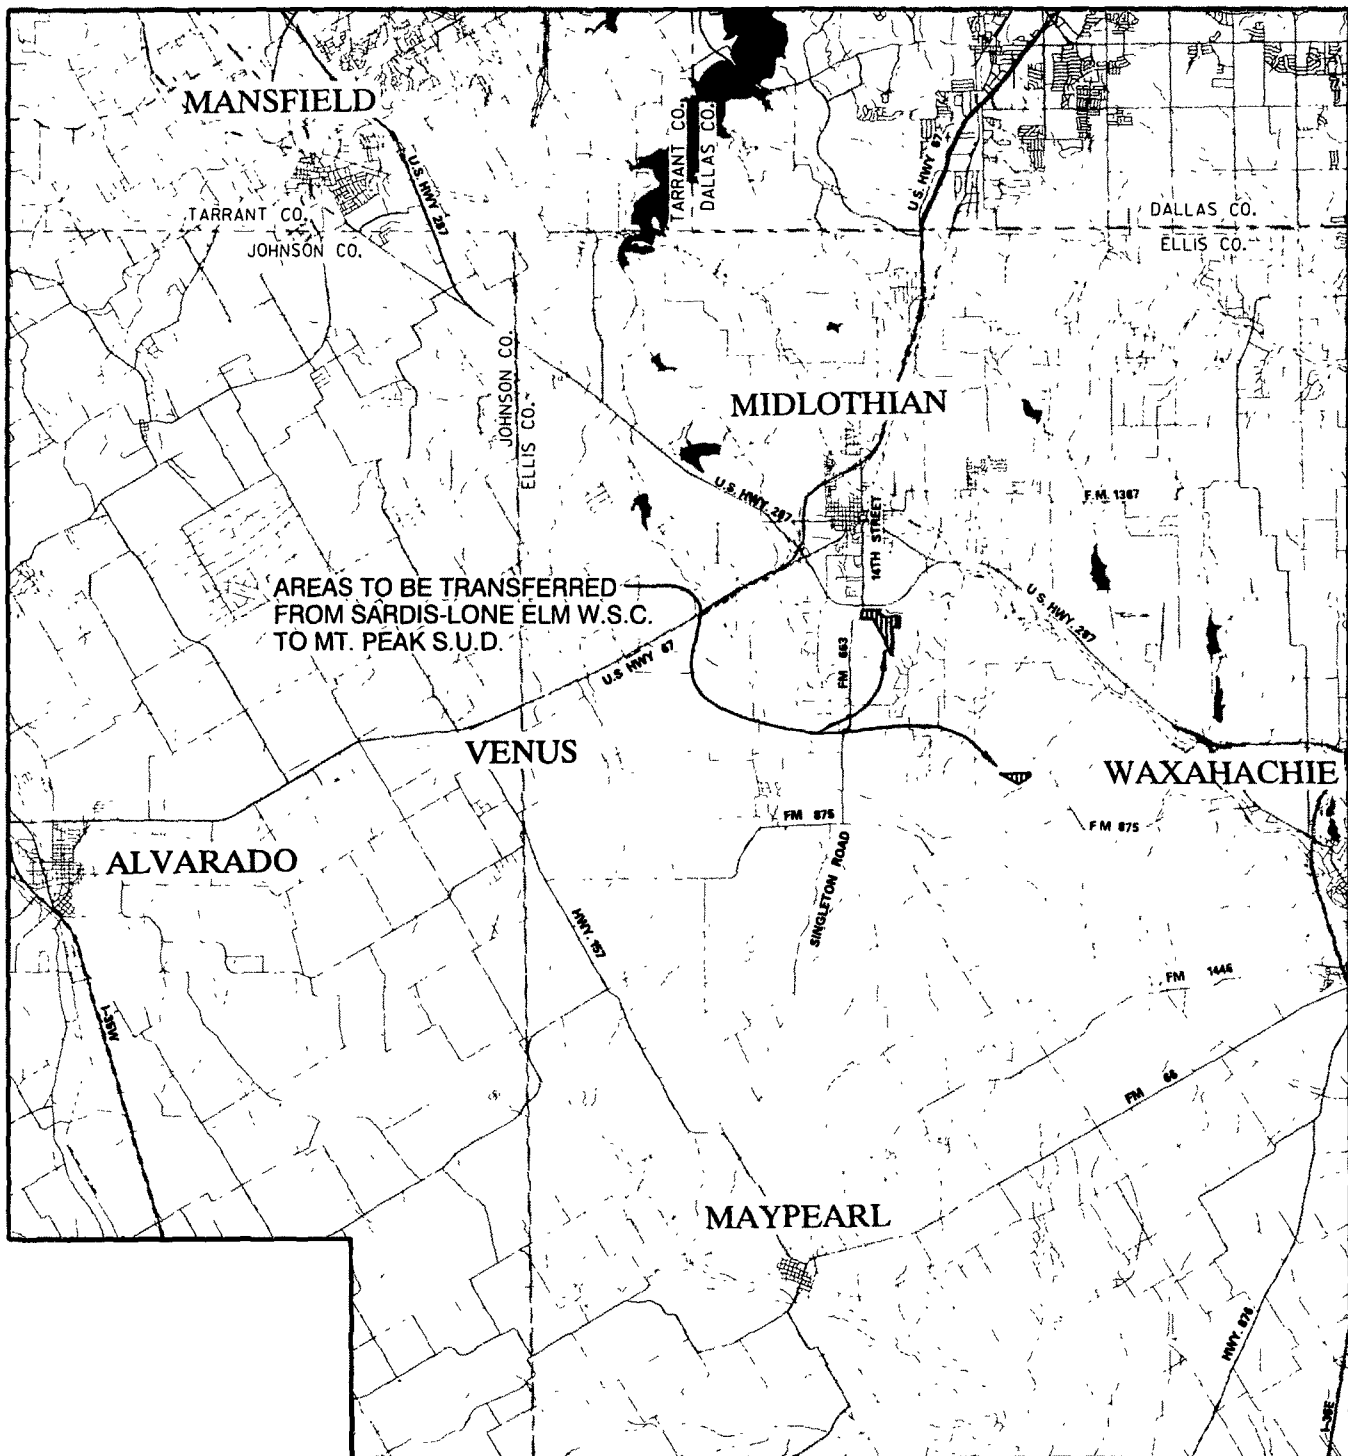 MANSFIELD
U.S. HWY 287
TARRANT CO.
DALLAS CO.
U.S. HWY 67
TARRANT CO.
JOHNSON CO.
DALLAS CO.
ELLIS CO.
JOHNSON CO.
ELLIS CO.
MIDLOTHIAN
U.S. HWY. 287
14TH STREET
F.M. 1387
AREAS TO BE TRANSFERRED
FROM SARDIS-LONE ELM W.S.C.
TO MT. PEAK S.U.D.
U.S. HWY. 287
U.S. HWY 67
FM 663
VENUS
WAXAHACHIE
FM 875
FM 875
ALVARADO
SINGLETON ROAD
HWY. 157
FM 1446
I-35W
FM 66
MAYPEARL
HWY. 876
I-35E